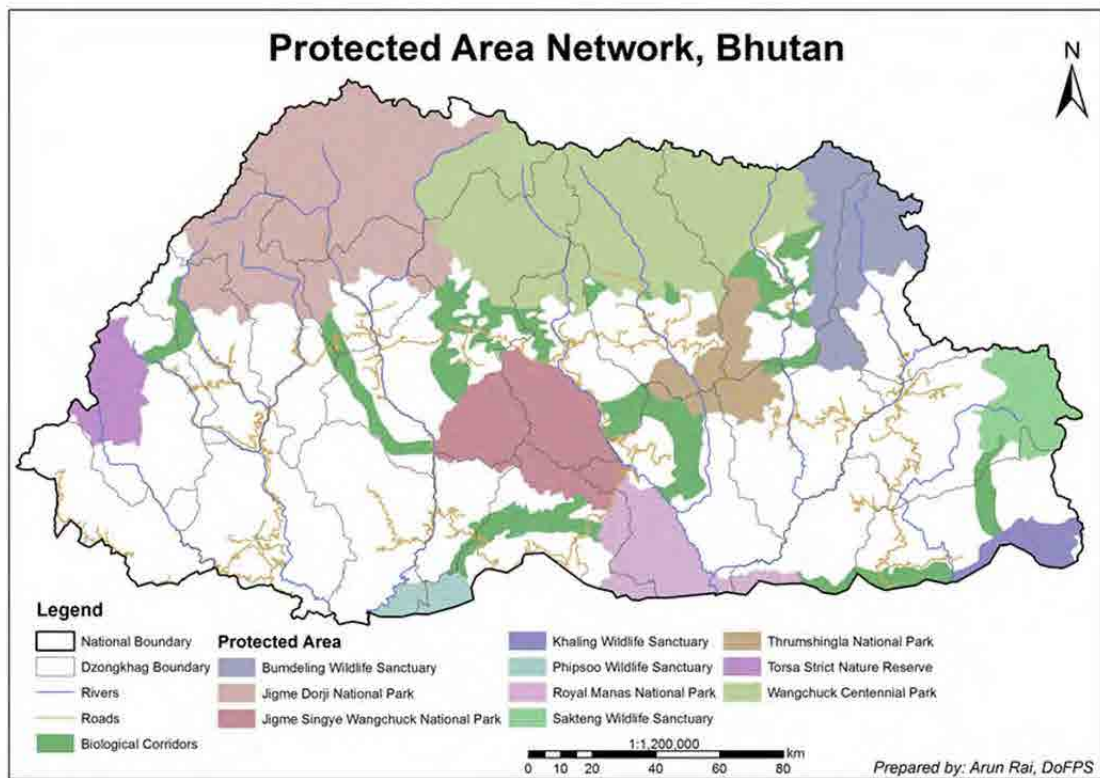 Protected Area Network, Bhutan
N
Legend
National Boundary
Dzongkhag Boundary
Rivers
Roads
Biological Corridors
Protected Area
Bumdeling Wildlife Sanctuary
Jigme Dorji National Park
Jigme Singye Wangchuck National Park
Khaling Wildlife Sanctuary
Phipsoo Wildlife Sanctuary
Royal Manas National Park
Sakteng Wildlife Sanctuary
Thrumshingla National Park
Torsa Strict Nature Reserve
Wangchuck Centennial Park
1:1,200,000
0 10 20 40 60 80 km
Prepared by: Arun Rai, DoFPS